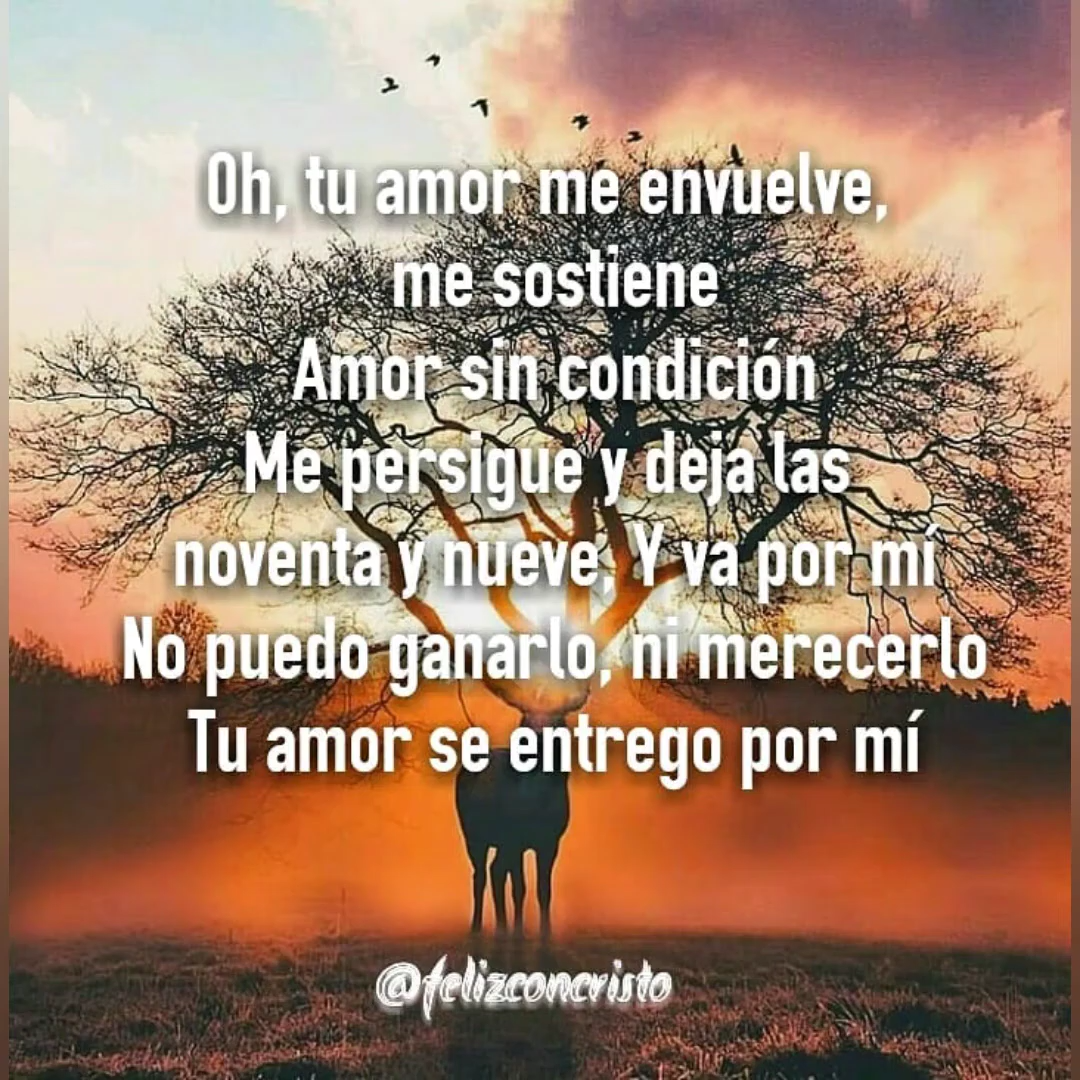 Oh, tu amor me envuelve,
me sostiene
Amor sin condición
Me persigue y deja las
noventa y nueve, Y va por mí
No puedo ganarlo, ni merecerlo
Tu amor se entrego por mí
@felizconcristo